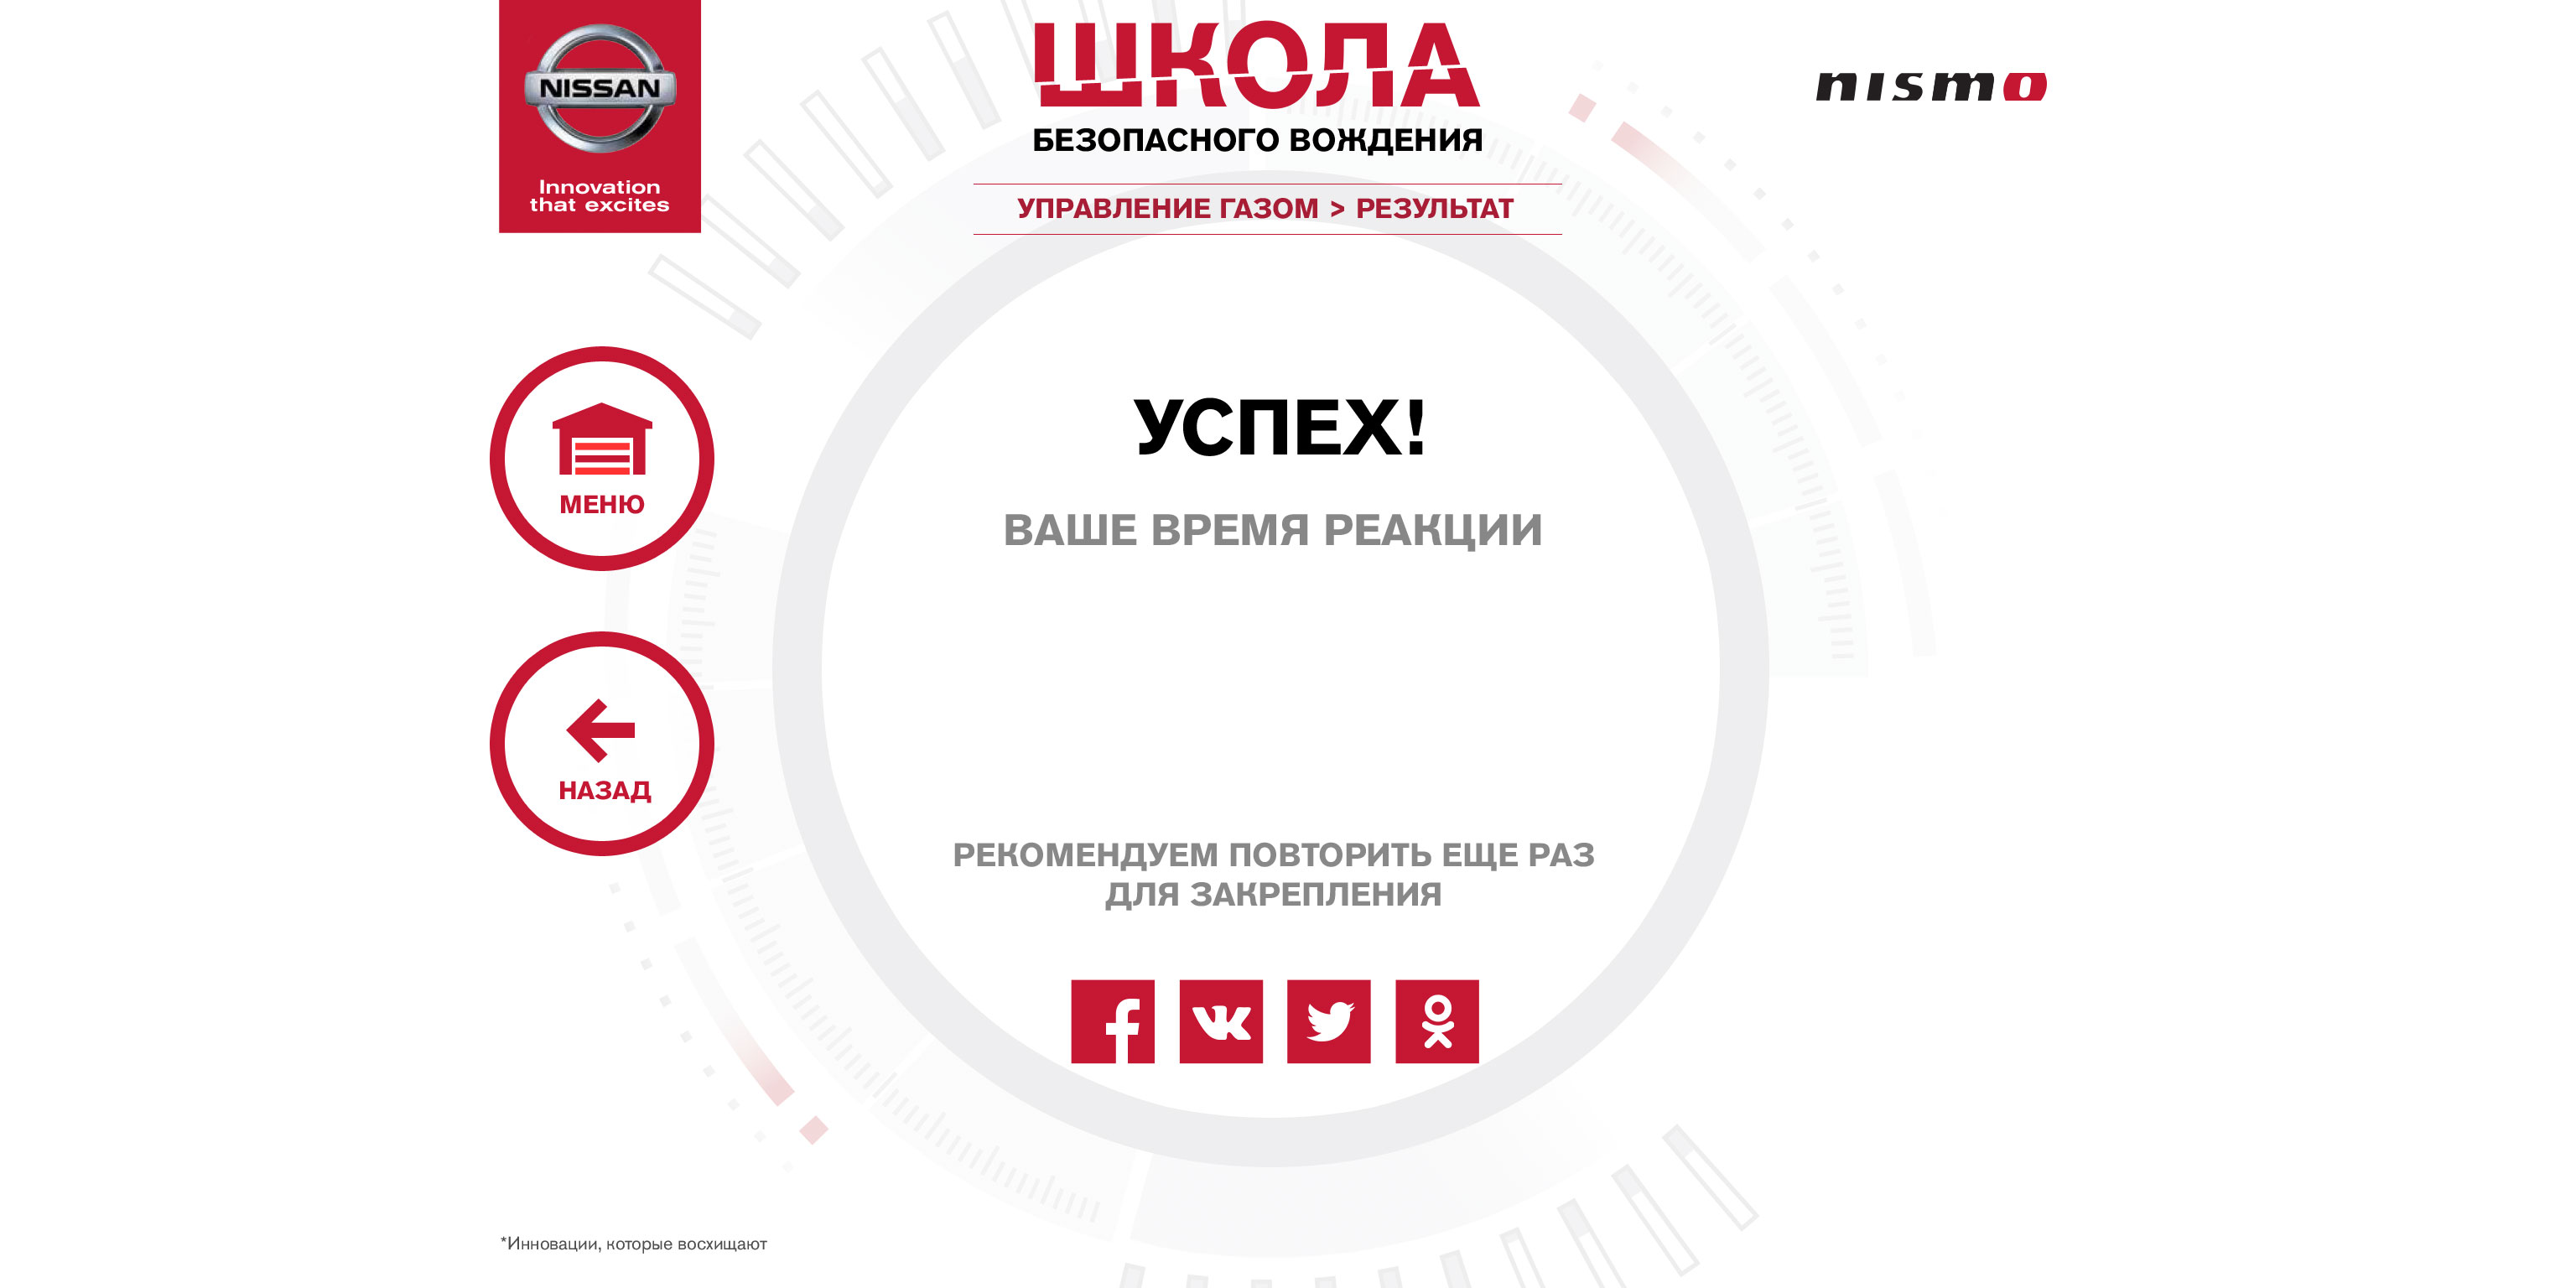 NISSAN
Innovation
that excites
ШКОЛА
БЕЗОПАСНОГО ВОЖДЕНИЯ
nismo
УПРАВЛЕНИЕ ГАЗОМ > РЕЗУЛЬТАТ
МЕНЮ
НАЗАД
УСПЕХ!
ВАШЕ ВРЕМЯ РЕАКЦИИ
РЕКОМЕНДУЕМ ПОВТОРИТЬ ЕЩЕ РАЗ
ДЛЯ ЗАКРЕПЛЕНИЯ
*Инновации, которые восхищают